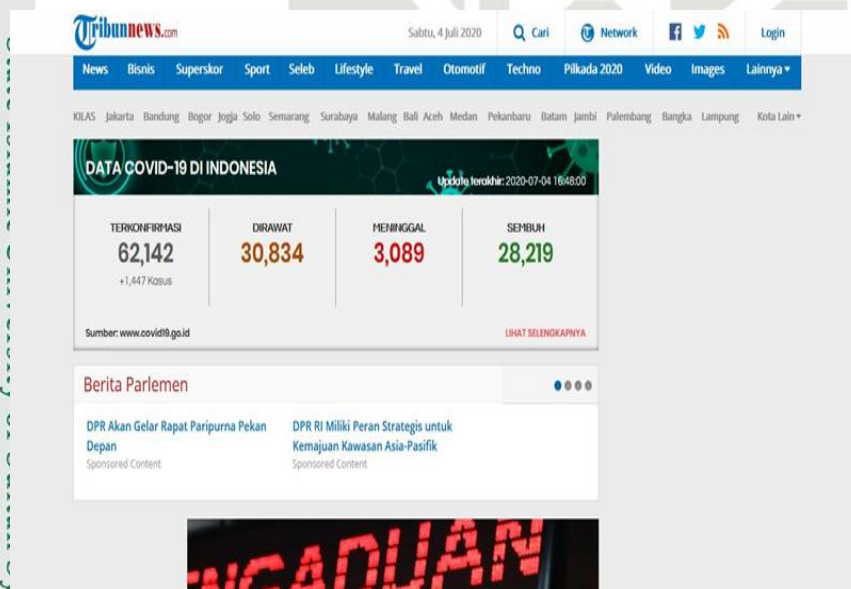 Tribunnews.com
Sabtu, 4 Juli 2020
Cari
Network
Login
News Bisnis Superskor Sport Seleb Lifestyle Travel Otomotif Techno Pilkada 2020 Video Images Lainnya
KILAS Jakarta Bandung Bogor Jogja Solo Semarang Surabaya Malang Bali Aceh Medan Pekanbaru Batam Jambi Palembang Bangka Lampung Kota Lain
DATA COVID-19 DI INDONESIA
Update terakhir: 2020-07-04 16:48:00
TERKONFIRMASI DIRAWAT MENINGGAL SEMBUH
62,142 30,834 3,089 28,219
+1,447 Kasus
Sumber: www.covid19.go.id LIHAT SELENGKAPNYA
Berita Parlemen
DPR Akan Gelar Rapat Paripurna Pekan
Depan
Sponsored Content
DPR RI Miliki Peran Strategis untuk
Kemajuan Kawasan Asia-Pasifik
Sponsored Content